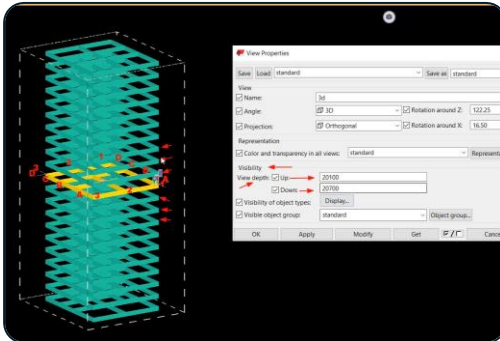 View Properties
Save Load standard Save as standard
View
Name: 3d
Angle: 3D Rotation around Z: 122.25
Projection: Orthogonal Rotation around X: 16.50
Representation
Color and transparency in all views: standard Represent
Visibility
View depth: Up: 20100
Down: 20700
Visibility of object types: Display...
Visible object group: standard Object group...
OK Apply Modify Get Cance